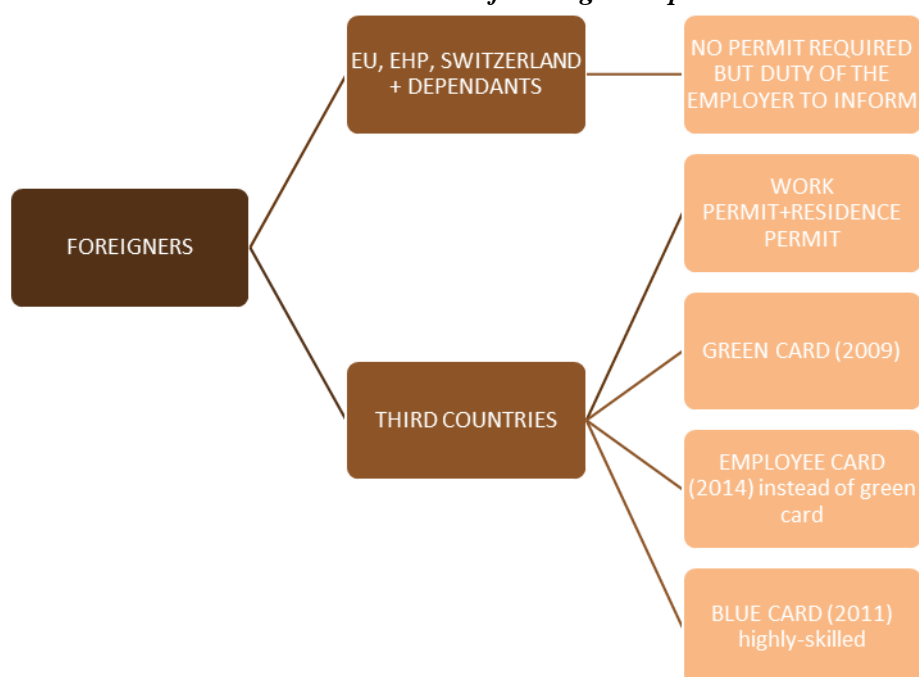 EU, EHP, SWITZERLAND
+ DEPENDANTS
NO PERMIT REQUIRED
BUT DUTY OF THE
EMPLOYER TO INFORM
FOREIGNERS
WORK
PERMIT+RESIDENCE
PERMIT
GREEN CARD (2009)
THIRD COUNTRIES
EMPLOYEE CARD
(2014) instead of green
card
BLUE CARD (2011)
highly-skilled